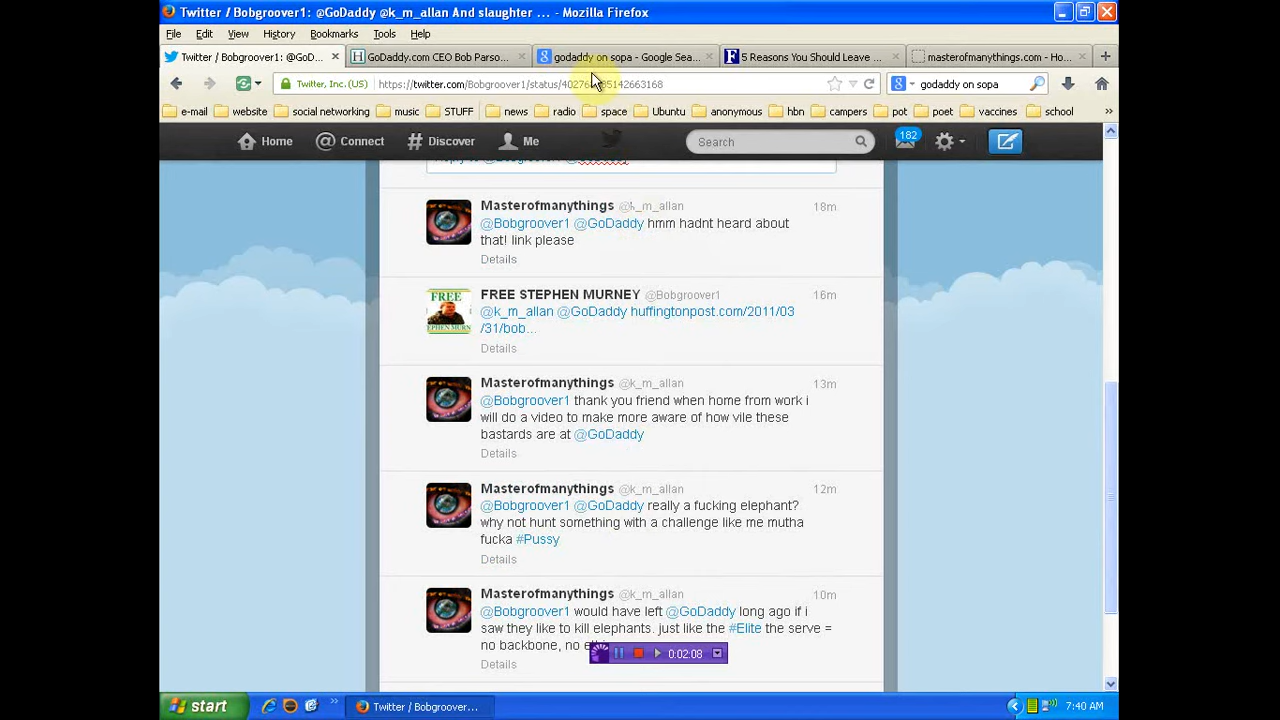 Twitter / Bobgroover1: @GoDaddy @k_m_allan And slaughter ... - Mozilla Firefox
File Edit View History Bookmarks Tools Help
Twitter / Bobgroover1: @GoD... GoDaddy.com CEO Bob Parso... godaddy on sopa - Google Sea... 5 Reasons You Should Leave ... masterofmanythings.com - Ho...
Twitter, Inc. (US) https://twitter.com/Bobgroover1/status/ godaddy on sopa
e-mail website social networking music STUFF news radio space Ubuntu anonymous hbn campers pot poet vaccines school
Home Connect Discover Me Search 182
Masterofmanythings @k_m_allan 18m
@Bobgroover1 @GoDaddy hmm hadnt heard about
that! link please
Details
FREE STEPHEN MURNEY @Bobgroover1 16m
FREE
@k_m_allan @GoDaddy huffingtonpost.com/2011/03
/31/bob...
Details
Masterofmanythings @k_m_allan 13m
@Bobgroover1 thank you friend when home from work i
will do a video to make more aware of how vile these
bastards are at @GoDaddy
Details
Masterofmanythings @k_m_allan 12m
@Bobgroover1 @GoDaddy really a fucking elephant?
why not hunt something with a challenge like me mutha
fucka #Pussy
Details
Masterofmanythings @k_m_allan 10m
@Bobgroover1 would have left @GoDaddy long ago if i
saw they like to kill elephants. just like the #Elite the serve =
no backbone, no
0:02:08
Details
start Twitter / Bobgroover... 7:40 AM